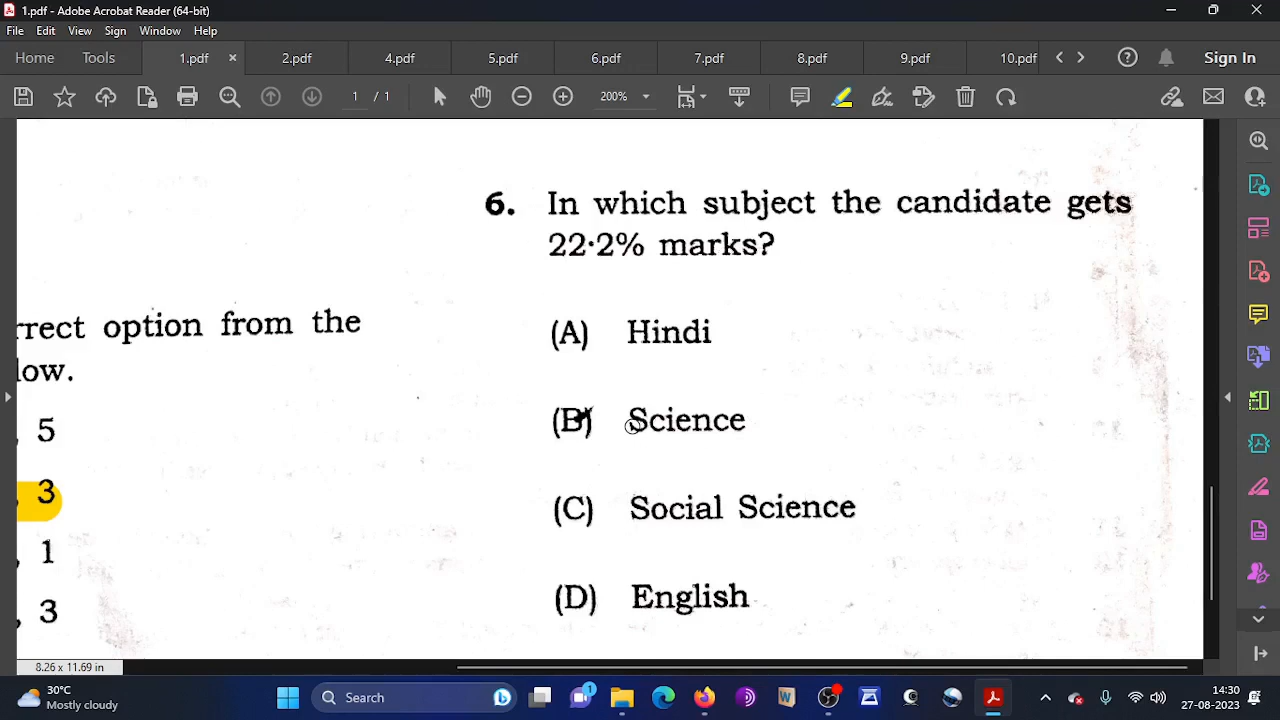 1.pdf - Adobe Acrobat Reader (64-bit)
File Edit View Sign Window Help
Home Tools 1.pdf 2.pdf 4.pdf 5.pdf 6.pdf 7.pdf 8.pdf 9.pdf 10.pdf Sign In
1 / 1 200%
6. In which subject the candidate gets
22·2% marks?
rrect option from the
low.
, 5
, 3
, 1
, 3
(A) Hindi
(B) Science
(C) Social Science
(D) English
8.26 x 11.69 in
30°C
Mostly cloudy
Search
1
14:30
27-08-2023